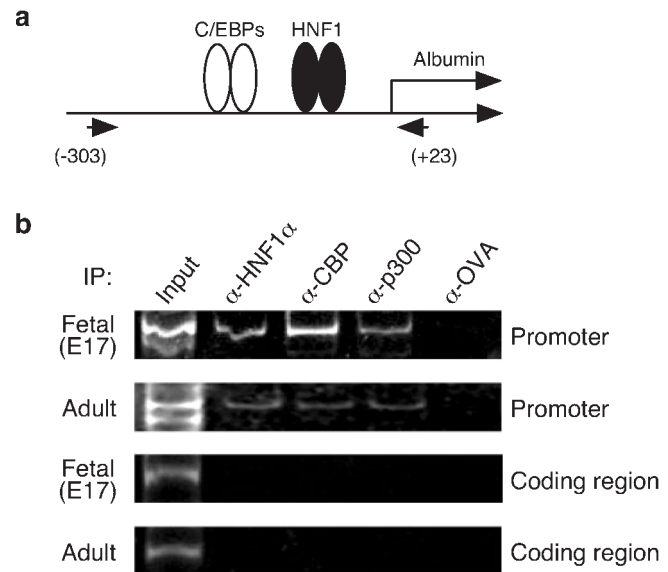 a
C/EBPs HNF1
Albumin
(-303) (+23)
b
IP: Input α-HNF1α α-CBP α-p300 α-OVA
Fetal
(E17) Promoter
Adult Promoter
Fetal
(E17) Coding region
Adult Coding region